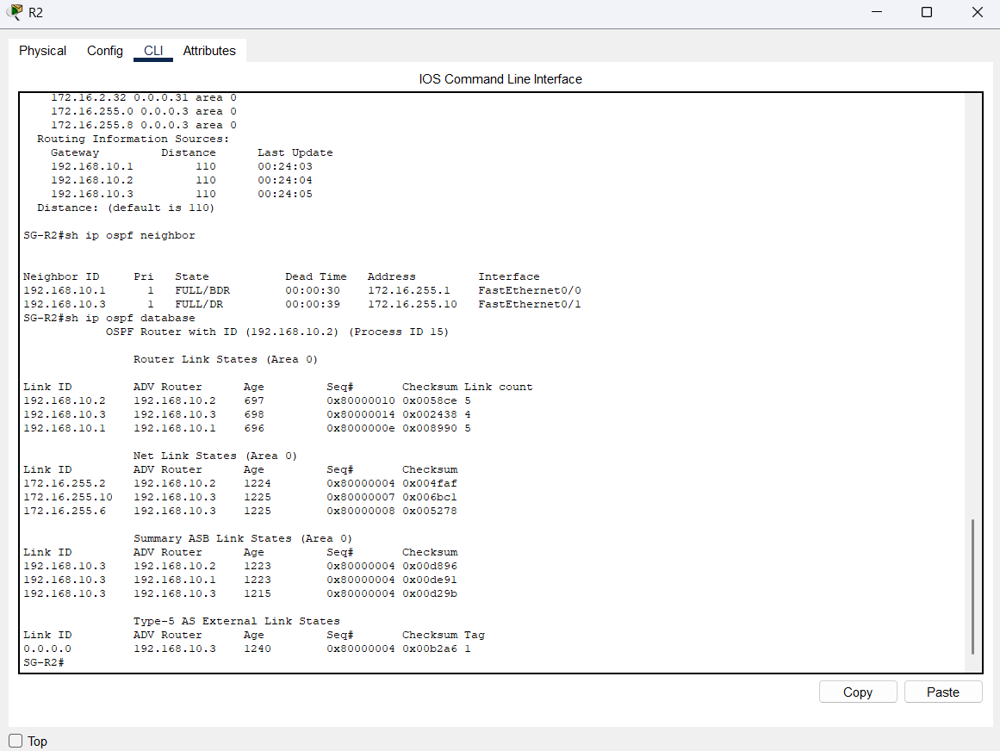 R2
Physical Config CLI Attributes
IOS Command Line Interface
172.16.2.32 0.0.0.31 area 0
172.16.255.0 0.0.0.3 area 0
172.16.255.8 0.0.0.3 area 0
Routing Information Sources:
Gateway Distance Last Update
192.168.10.1 110 00:24:03
192.168.10.2 110 00:24:04
192.168.10.3 110 00:24:05
Distance: (default is 110)
SG-R2#sh ip ospf neighbor
Neighbor ID Pri State Dead Time Address Interface
192.168.10.1 1 FULL/BDR 00:00:30 172.16.255.1 FastEthernet0/0
192.168.10.3 1 FULL/DR 00:00:39 172.16.255.10 FastEthernet0/1
SG-R2#sh ip ospf database
OSPF Router with ID (192.168.10.2) (Process ID 15)
Router Link States (Area 0)
Link ID ADV Router Age Seq# Checksum Link count
192.168.10.2 192.168.10.2 697 0x80000010 0x0058ce 5
192.168.10.3 192.168.10.3 698 0x80000014 0x002438 4
192.168.10.1 192.168.10.1 696 0x8000000e 0x008990 5
Net Link States (Area 0)
Link ID ADV Router Age Seq# Checksum
172.16.255.2 192.168.10.2 1224 0x80000004 0x004faf
172.16.255.10 192.168.10.3 1225 0x80000007 0x006bc1
172.16.255.6 192.168.10.3 1225 0x80000008 0x005278
Summary ASB Link States (Area 0)
Link ID ADV Router Age Seq# Checksum
192.168.10.3 192.168.10.2 1223 0x80000004 0x00d896
192.168.10.3 192.168.10.1 1223 0x80000004 0x00de91
192.168.10.3 192.168.10.3 1215 0x80000004 0x00d29b
Type-5 AS External Link States
Link ID ADV Router Age Seq# Checksum Tag
0.0.0.0 192.168.10.3 1240 0x80000004 0x00b2a6 1
SG-R2#
Copy Paste
Top